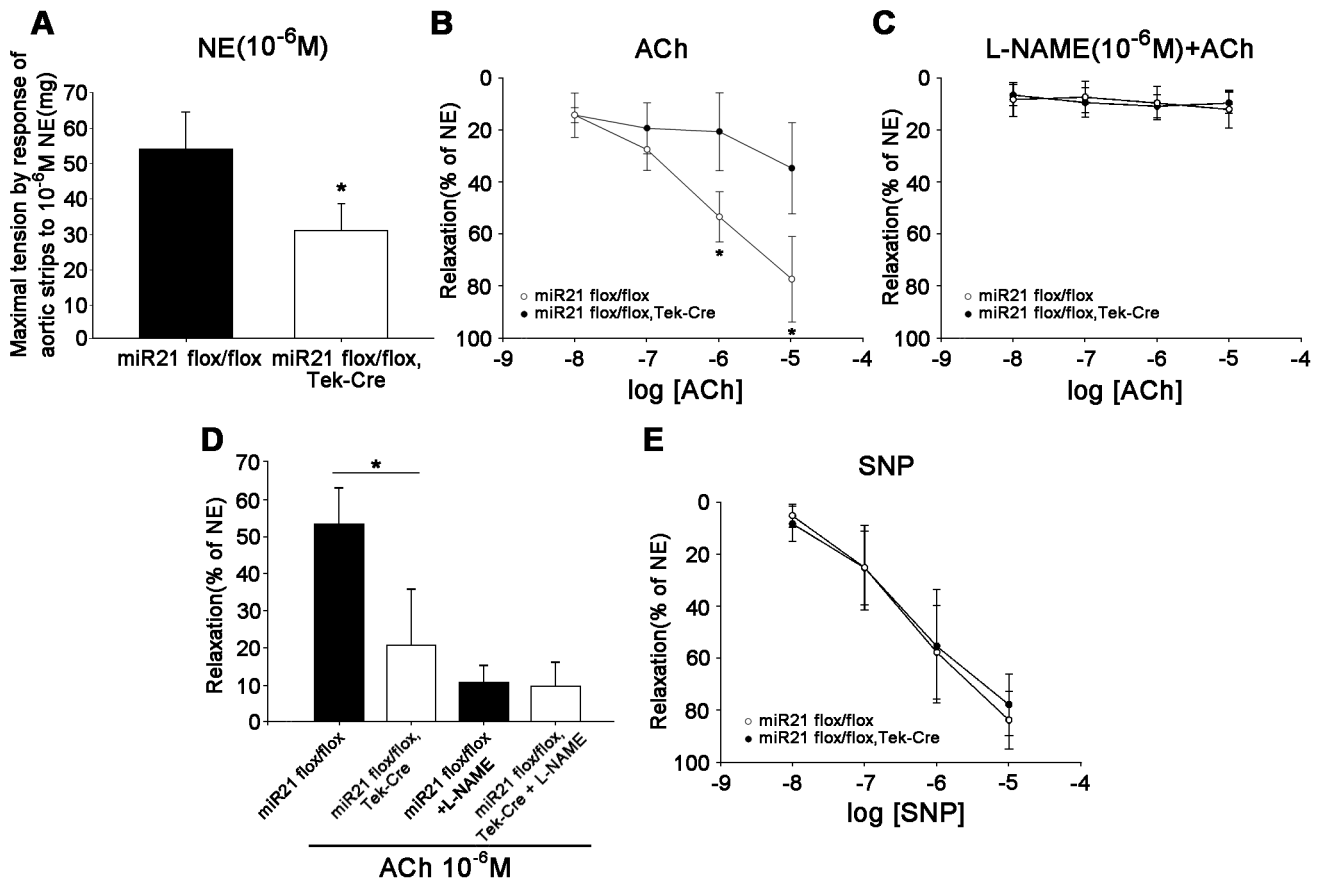 A
NE(10-6M)
Maximal tension by response of
aortic strips to 10-6M NE(mg)
70
60
50
40
30
20
10
0
*
miR21 flox/flox
miR21 flox/flox,
Tek-Cre
B
ACh
Relaxation(% of NE)
0
20
40
60
80
100
*
*
miR21 flox/flox
miR21 flox/flox,Tek-Cre
-9 -8 -7 -6 -5 -4
log [ACh]
C
L-NAME(10-6M)+ACh
Relaxation(% of NE)
0
20
40
60
80
100
miR21 flox/flox
miR21 flox/flox,Tek-Cre
-9 -8 -7 -6 -5 -4
log [ACh]
D
Relaxation(% of NE)
70
60
50
40
30
20
10
0
*
miR21 flox/flox
miR21 flox/flox,
Tek-Cre
miR21 flox/flox
+L-NAME
miR21 flox/flox,
Tek-Cre + L-NAME
ACh 10-6M
E
SNP
Relaxation(% of NE)
0
20
40
60
80
100
miR21 flox/flox
miR21 flox/flox,Tek-Cre
-9 -8 -7 -6 -5 -4
log [SNP]